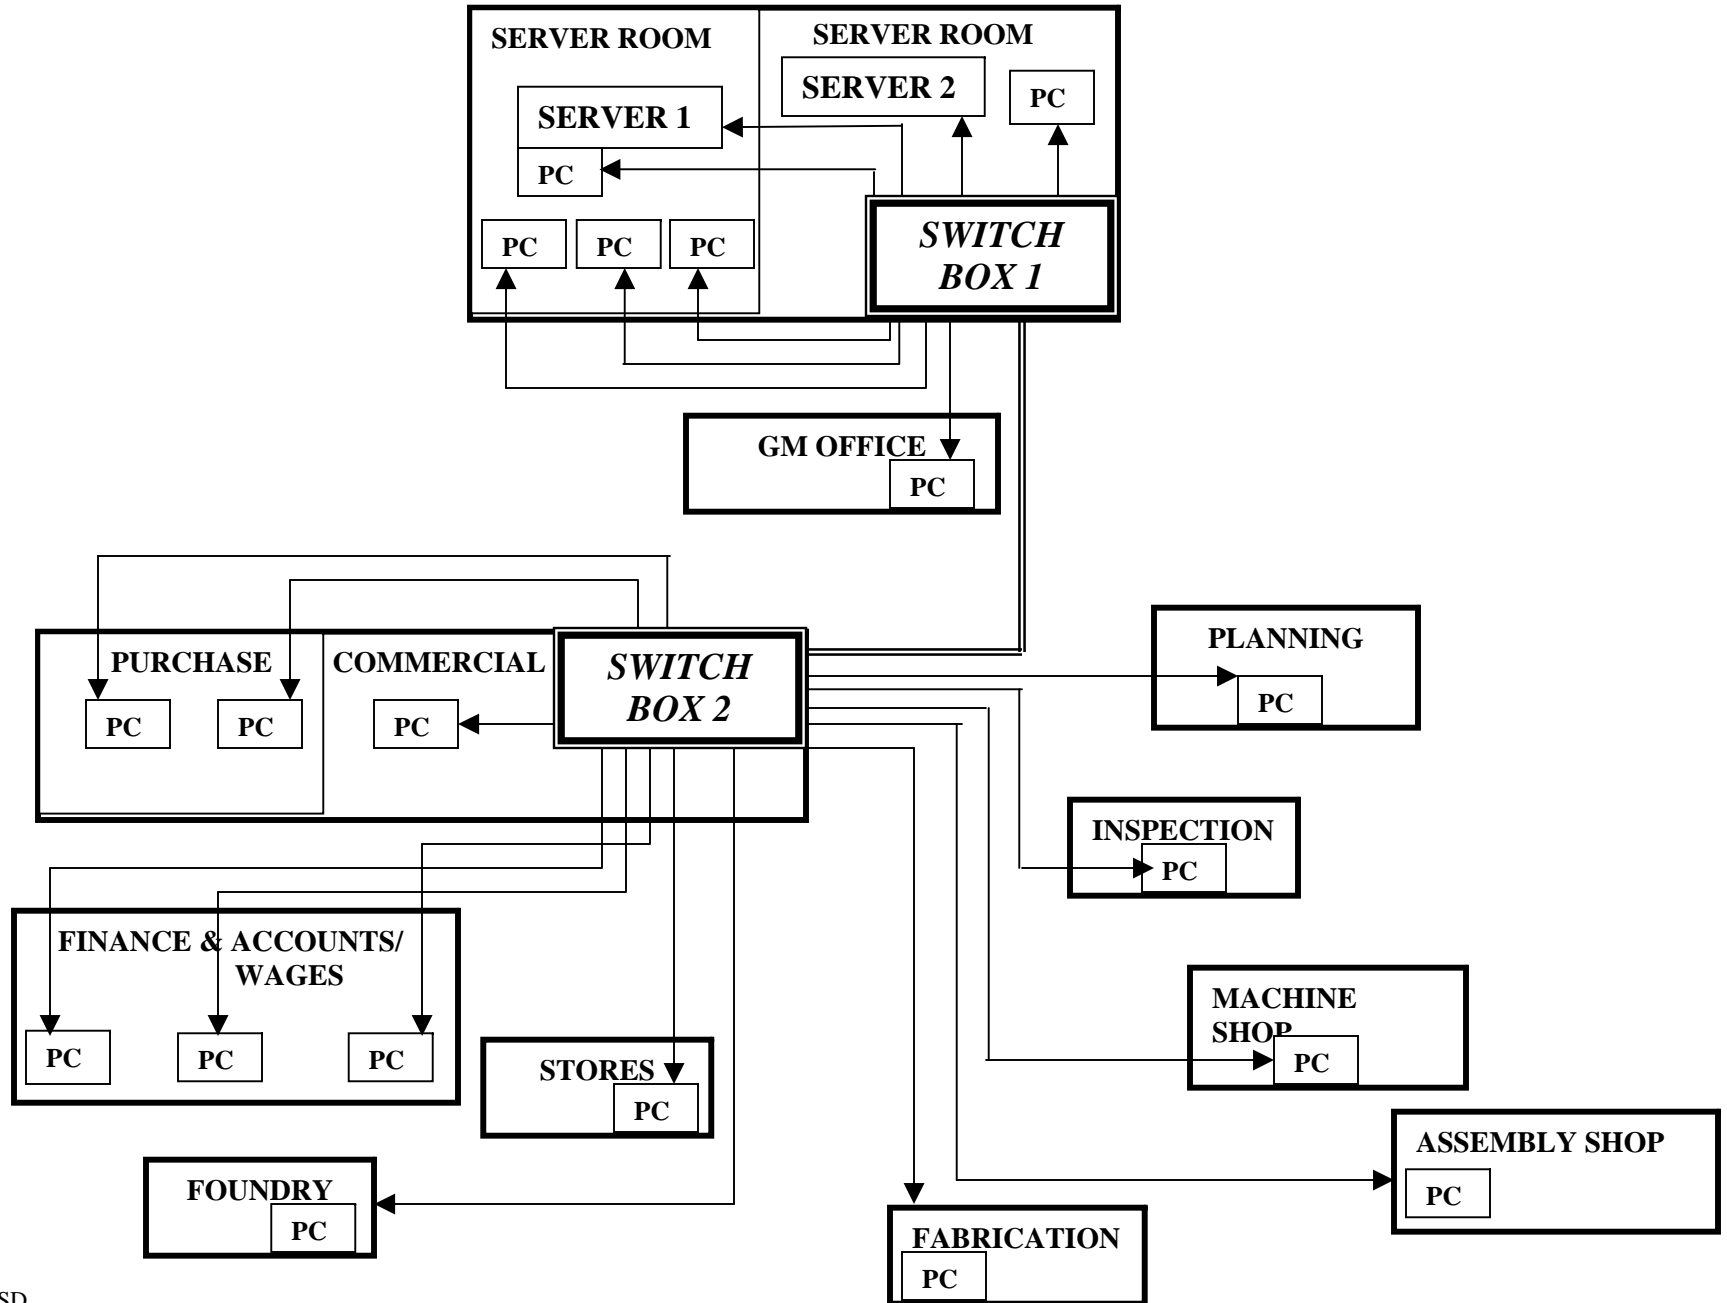 SERVER ROOM
SERVER ROOM
SERVER 1
SERVER 2
PC
PC
PC
PC
PC
SWITCH
BOX 1
GM OFFICE
PC
PURCHASE
COMMERCIAL
SWITCH
BOX 2
PC
PC
PC
PLANNING
PC
INSPECTION
PC
FINANCE & ACCOUNTS/
WAGES
PC
PC
PC
STORES
PC
MACHINE
SHOP
PC
ASSEMBLY SHOP
PC
FOUNDRY
PC
FABRICATION
PC
SD